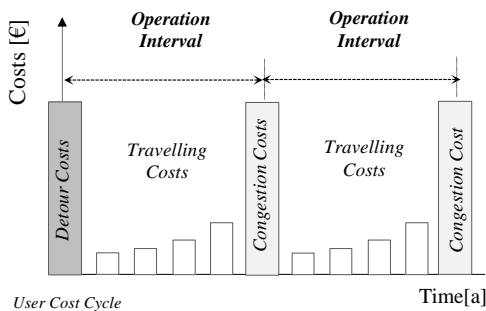 Operation
Interval
Operation
Interval
Costs [€]
Detour Costs
Travelling
Costs
Congestion Costs
Travelling
Costs
Congestion Cost
User Cost Cycle
Time[a]